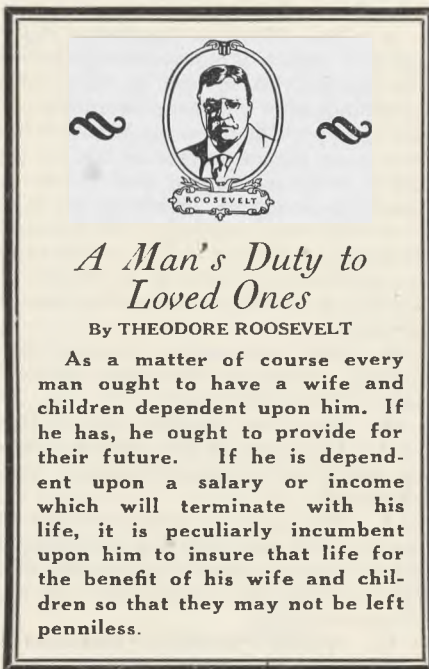 ROOSEVELT
A Man's Duty to
Loved Ones
By THEODORE ROOSEVELT
As a matter of course every
man ought to have a wife and
children dependent upon him. If
he has, he ought to provide for
their future. If he is depend-
ent upon a salary or income
which will terminate with his
life, it is peculiarly incumbent
upon him to insure that life for
the benefit of his wife and chil-
dren so that they may not be left
penniless.